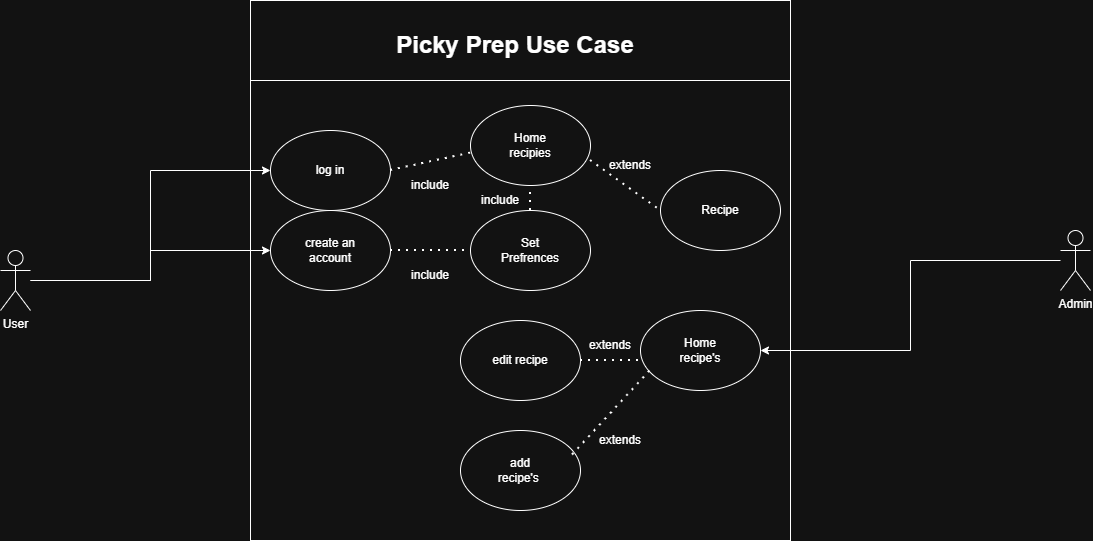 Picky Prep Use Case
Home
recipies
log in
include
extends
include
Recipe
create an
account
Set
Prefrences
include
User
Admin
Home
recipe's
extends
edit recipe
extends
add
recipe's